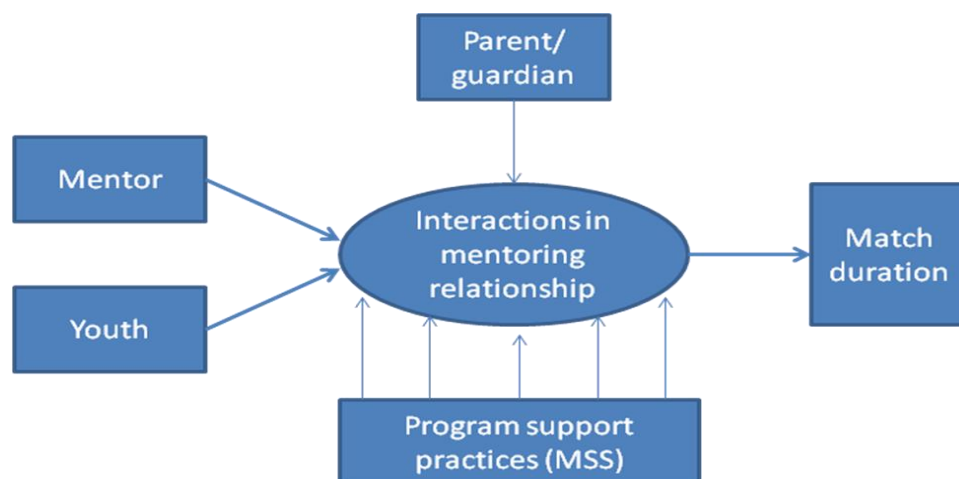 Parent/
guardian
Mentor
Interactions in
mentoring
relationship
Match
duration
Youth
Program support
practices (MSS)